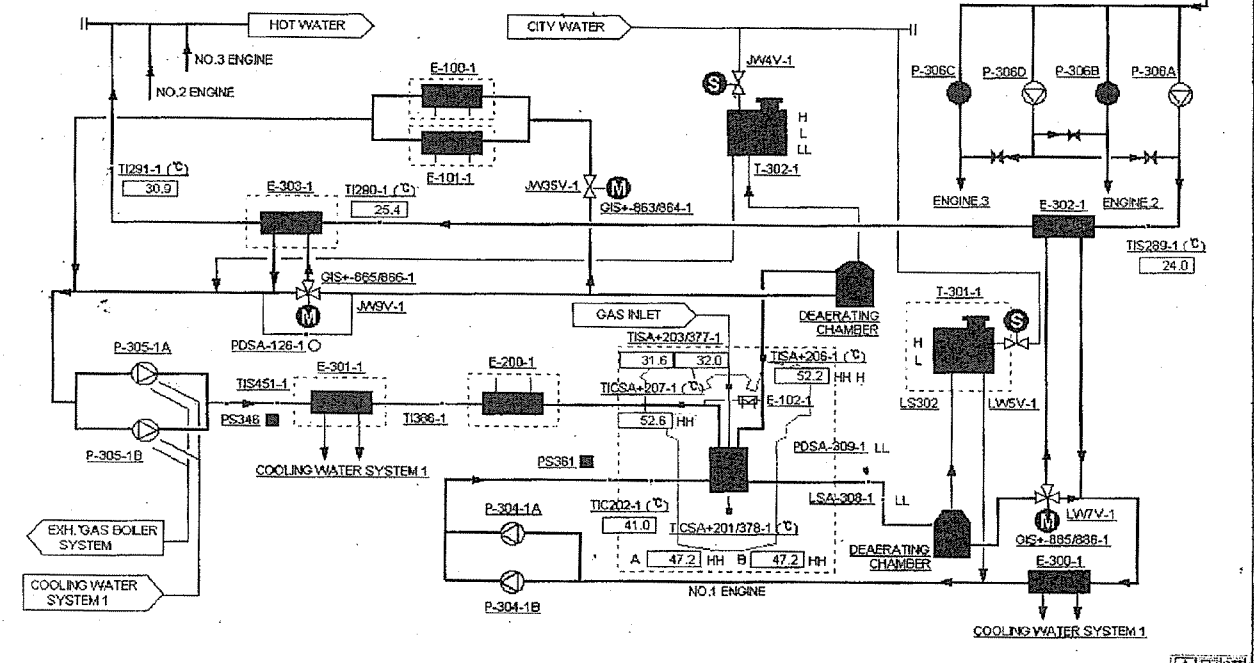 HOT WATER
CITY WATER
NO.3 ENGINE
NO.2 ENGINE
E-100-1
E-101-1
JW4V-1
S
H
L
LL
T-302-1
P-306C
P-306D
P-306B
P-306A
ENGINE.3
ENGINE.2
TI291-1 (℃)
30.9
E-303-1
TI280-1 (℃)
25.4
JW36V-1
M
GIS+-863/864-1
E-302-1
TIS289-1 (℃)
24.0
GIS+-865/866-1
M
JW9V-1
PDSA-126-1
GAS INLET
DEAERATING
CHAMBER
T-301-1
S
H
L
LS302
LW5V-1
P-305-1A
P-305-1B
TIS451-1
PS346
E-301-1
TI386-1
E-200-1
COOLING WATER SYSTEM 1
TISA+203/377-1
31.6
32.0
TISA+206-1 (℃)
52.2
HH H
TICSA+207-1 (℃)
52.6
HH
E-102-1
PDSA-309-1 LL
PS361
LSA-308-1 LL
TIC202-1 (℃)
41.0
TICSA+201/378-1 (℃)
A 47.2 HH B 47.2 HH
NO.1 ENGINE
P-304-1A
P-304-1B
DEAERATING
CHAMBER
LW7V-1
M
GIS+-885/886-1
E-300-1
COOLING WATER SYSTEM 1
EXH. GAS BOILER
SYSTEM
COOLING WATER
SYSTEM 1